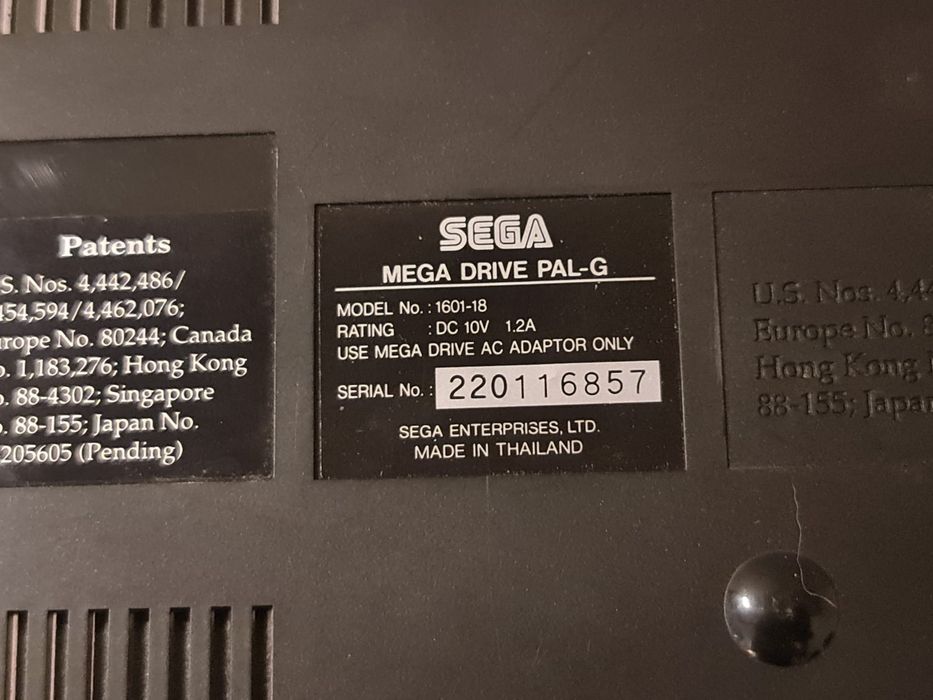 Patents
S. Nos. 4,442,486/
454,594/4,462,076;
rope No. 80244; Canada
o. 1,183,276; Hong Kong
o. 88-4302; Singapore
o. 88-155; Japan No.
205605 (Pending)
SEGA
MEGA DRIVE PAL-G
MODEL No. : 1601-18
RATING : DC 10V 1.2A
USE MEGA DRIVE AC ADAPTOR ONLY
SERIAL No. : 220116857
SEGA ENTERPRISES, LTD.
MADE IN THAILAND
U.S. Nos. 4,44
Europe No. 8
Hong Kong
88-155; Japan